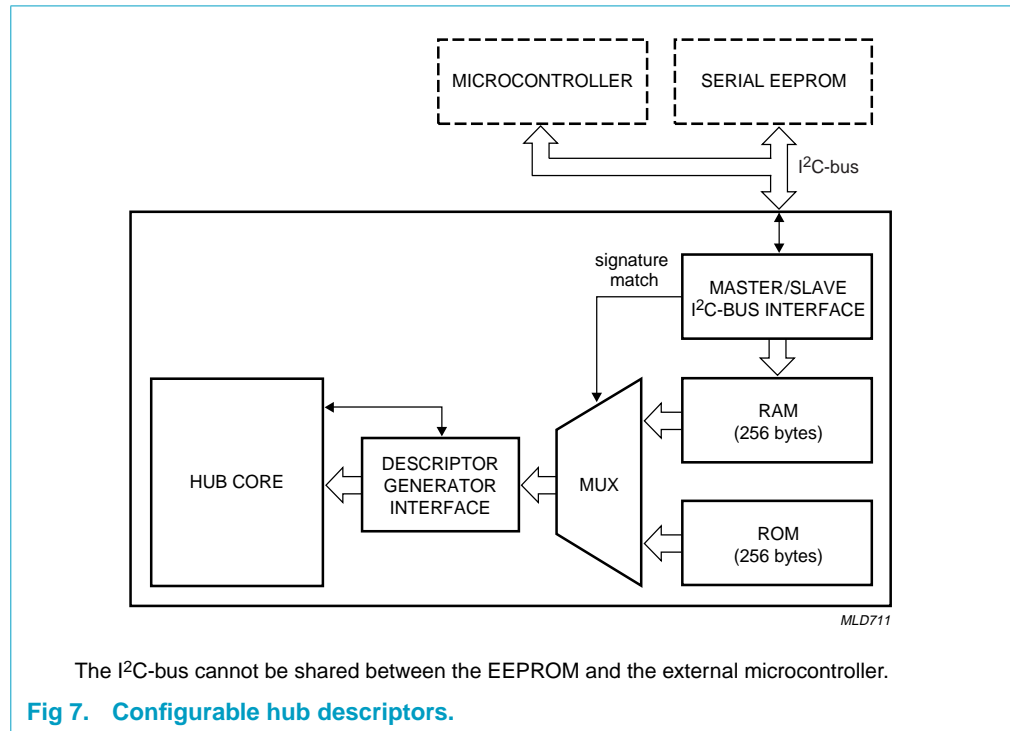 MICROCONTROLLER
SERIAL EEPROM
I²C-bus
signature
match
MASTER/SLAVE
I²C-BUS INTERFACE
HUB CORE
DESCRIPTOR
GENERATOR
INTERFACE
MUX
RAM
(256 bytes)
ROM
(256 bytes)
MLD711
The I²C-bus cannot be shared between the EEPROM and the external microcontroller.
Fig 7. Configurable hub descriptors.